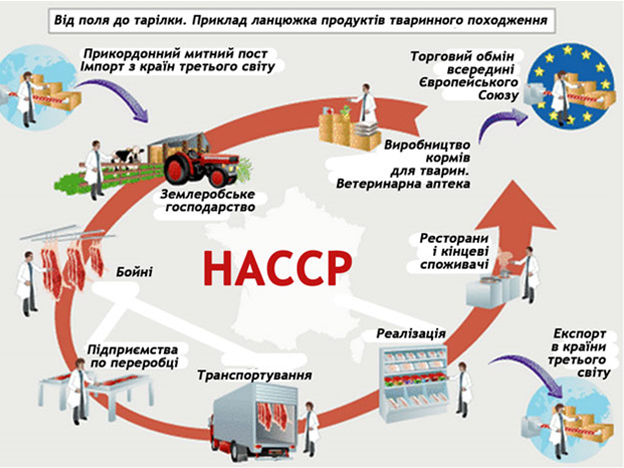 Від поля до тарілки. Приклад ланцюжка продуктів тваринного походження
Прикордонний митний пост
Імпорт з країн третього світу
Торговий обмін
всередині
Європейського
Союзу
Виробництво
кормів
для тварин.
Ветеринарна аптека
Землеробське
господарство
HACCP
Бойні
Ресторани
і кінцеві
споживачі
Підприємства
по переробці
Транспортування
Реалізація
Експорт
в країни
третього
світу